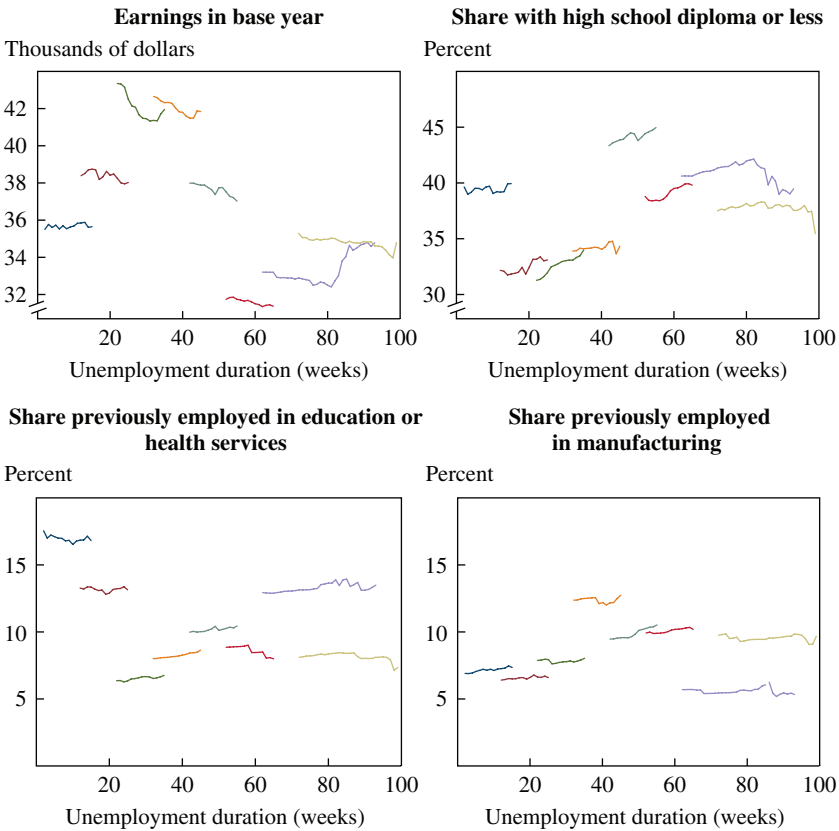 Earnings in base year
Thousands of dollars
42
40
38
36
34
32
20 40 60 80 100
Unemployment duration (weeks)
Share with high school diploma or less
Percent
45
40
35
30
20 40 60 80 100
Unemployment duration (weeks)
Share previously employed in education or
health services
Percent
15
10
5
20 40 60 80 100
Unemployment duration (weeks)
Share previously employed
in manufacturing
Percent
15
10
5
20 40 60 80 100
Unemployment duration (weeks)